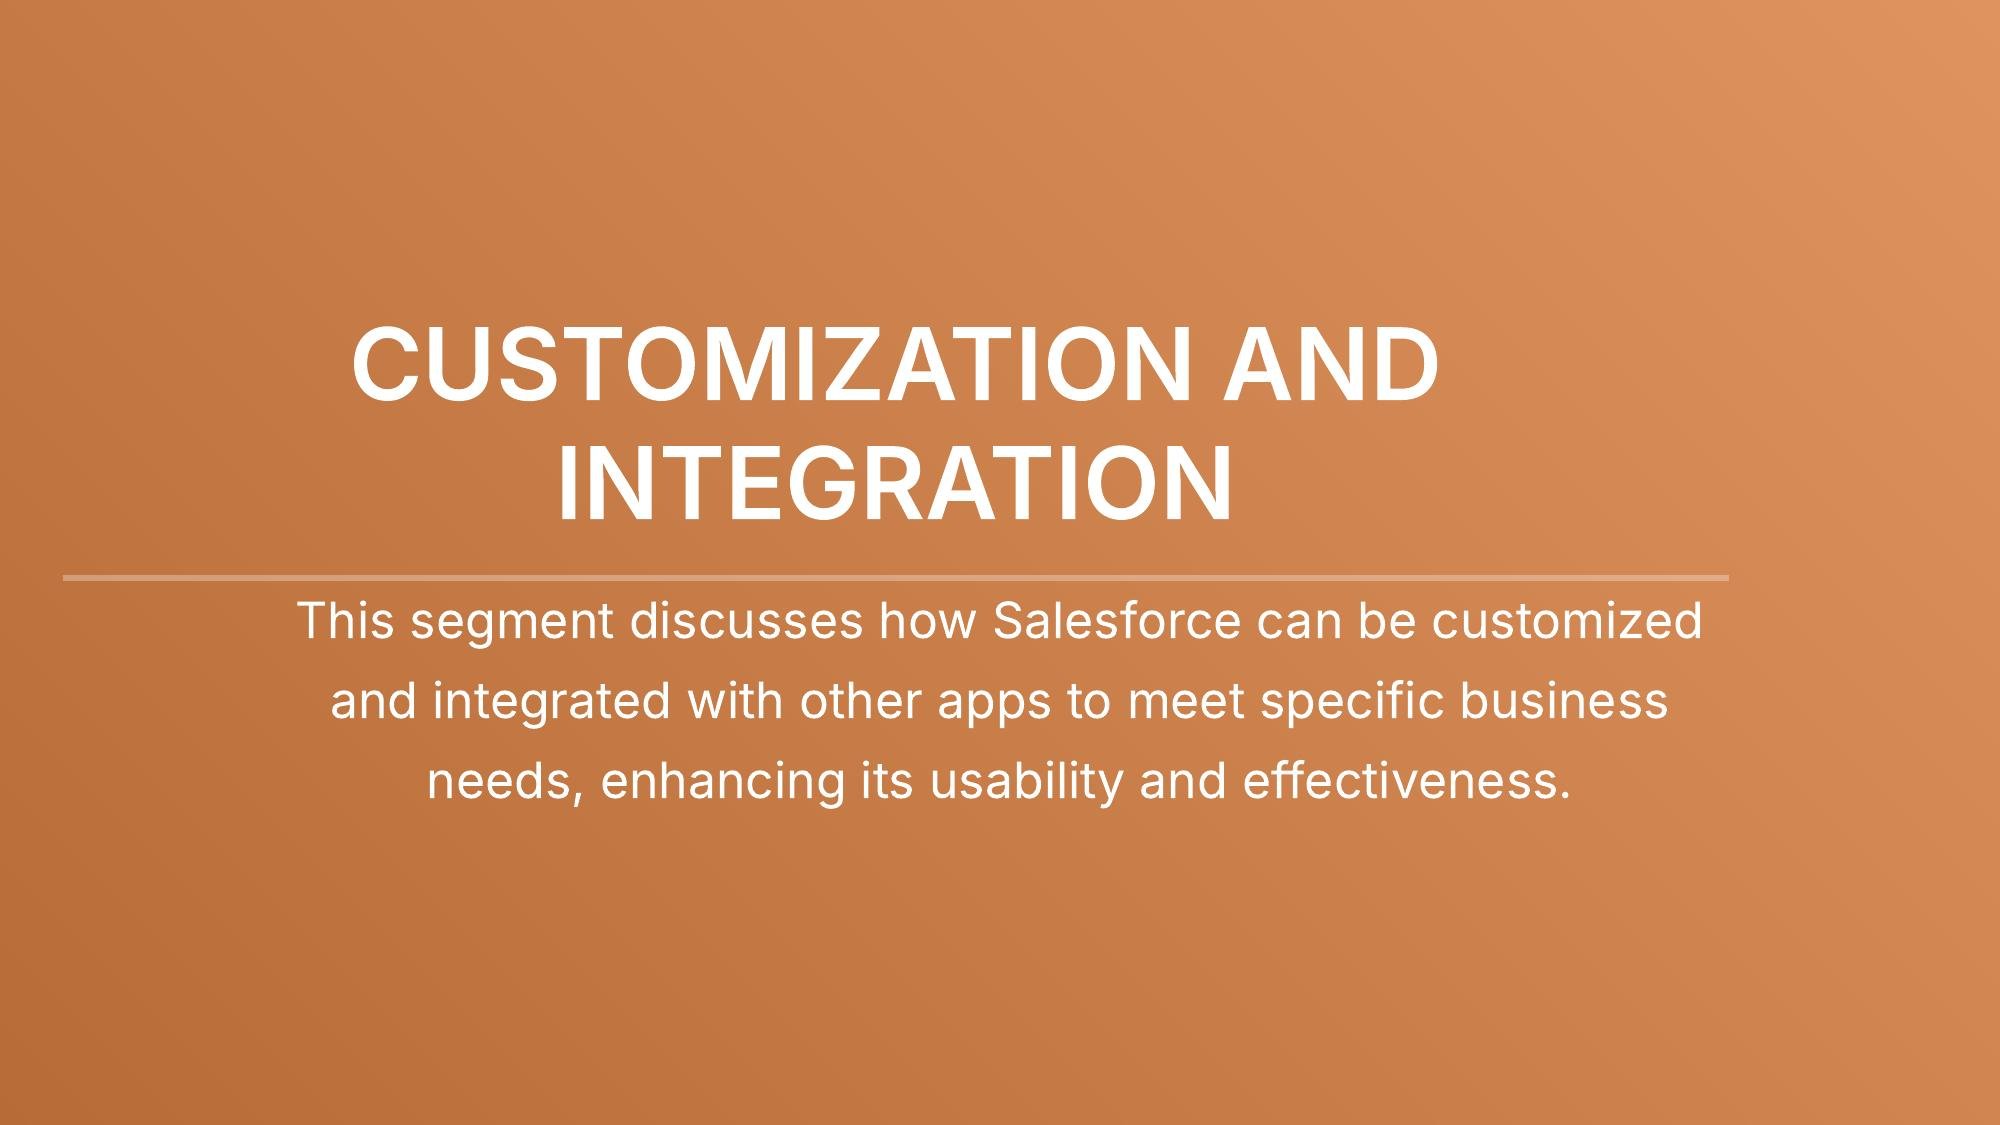 CUSTOMIZATION AND
INTEGRATION
This segment discusses how Salesforce can be customized
and integrated with other apps to meet specific business
needs, enhancing its usability and effectiveness.